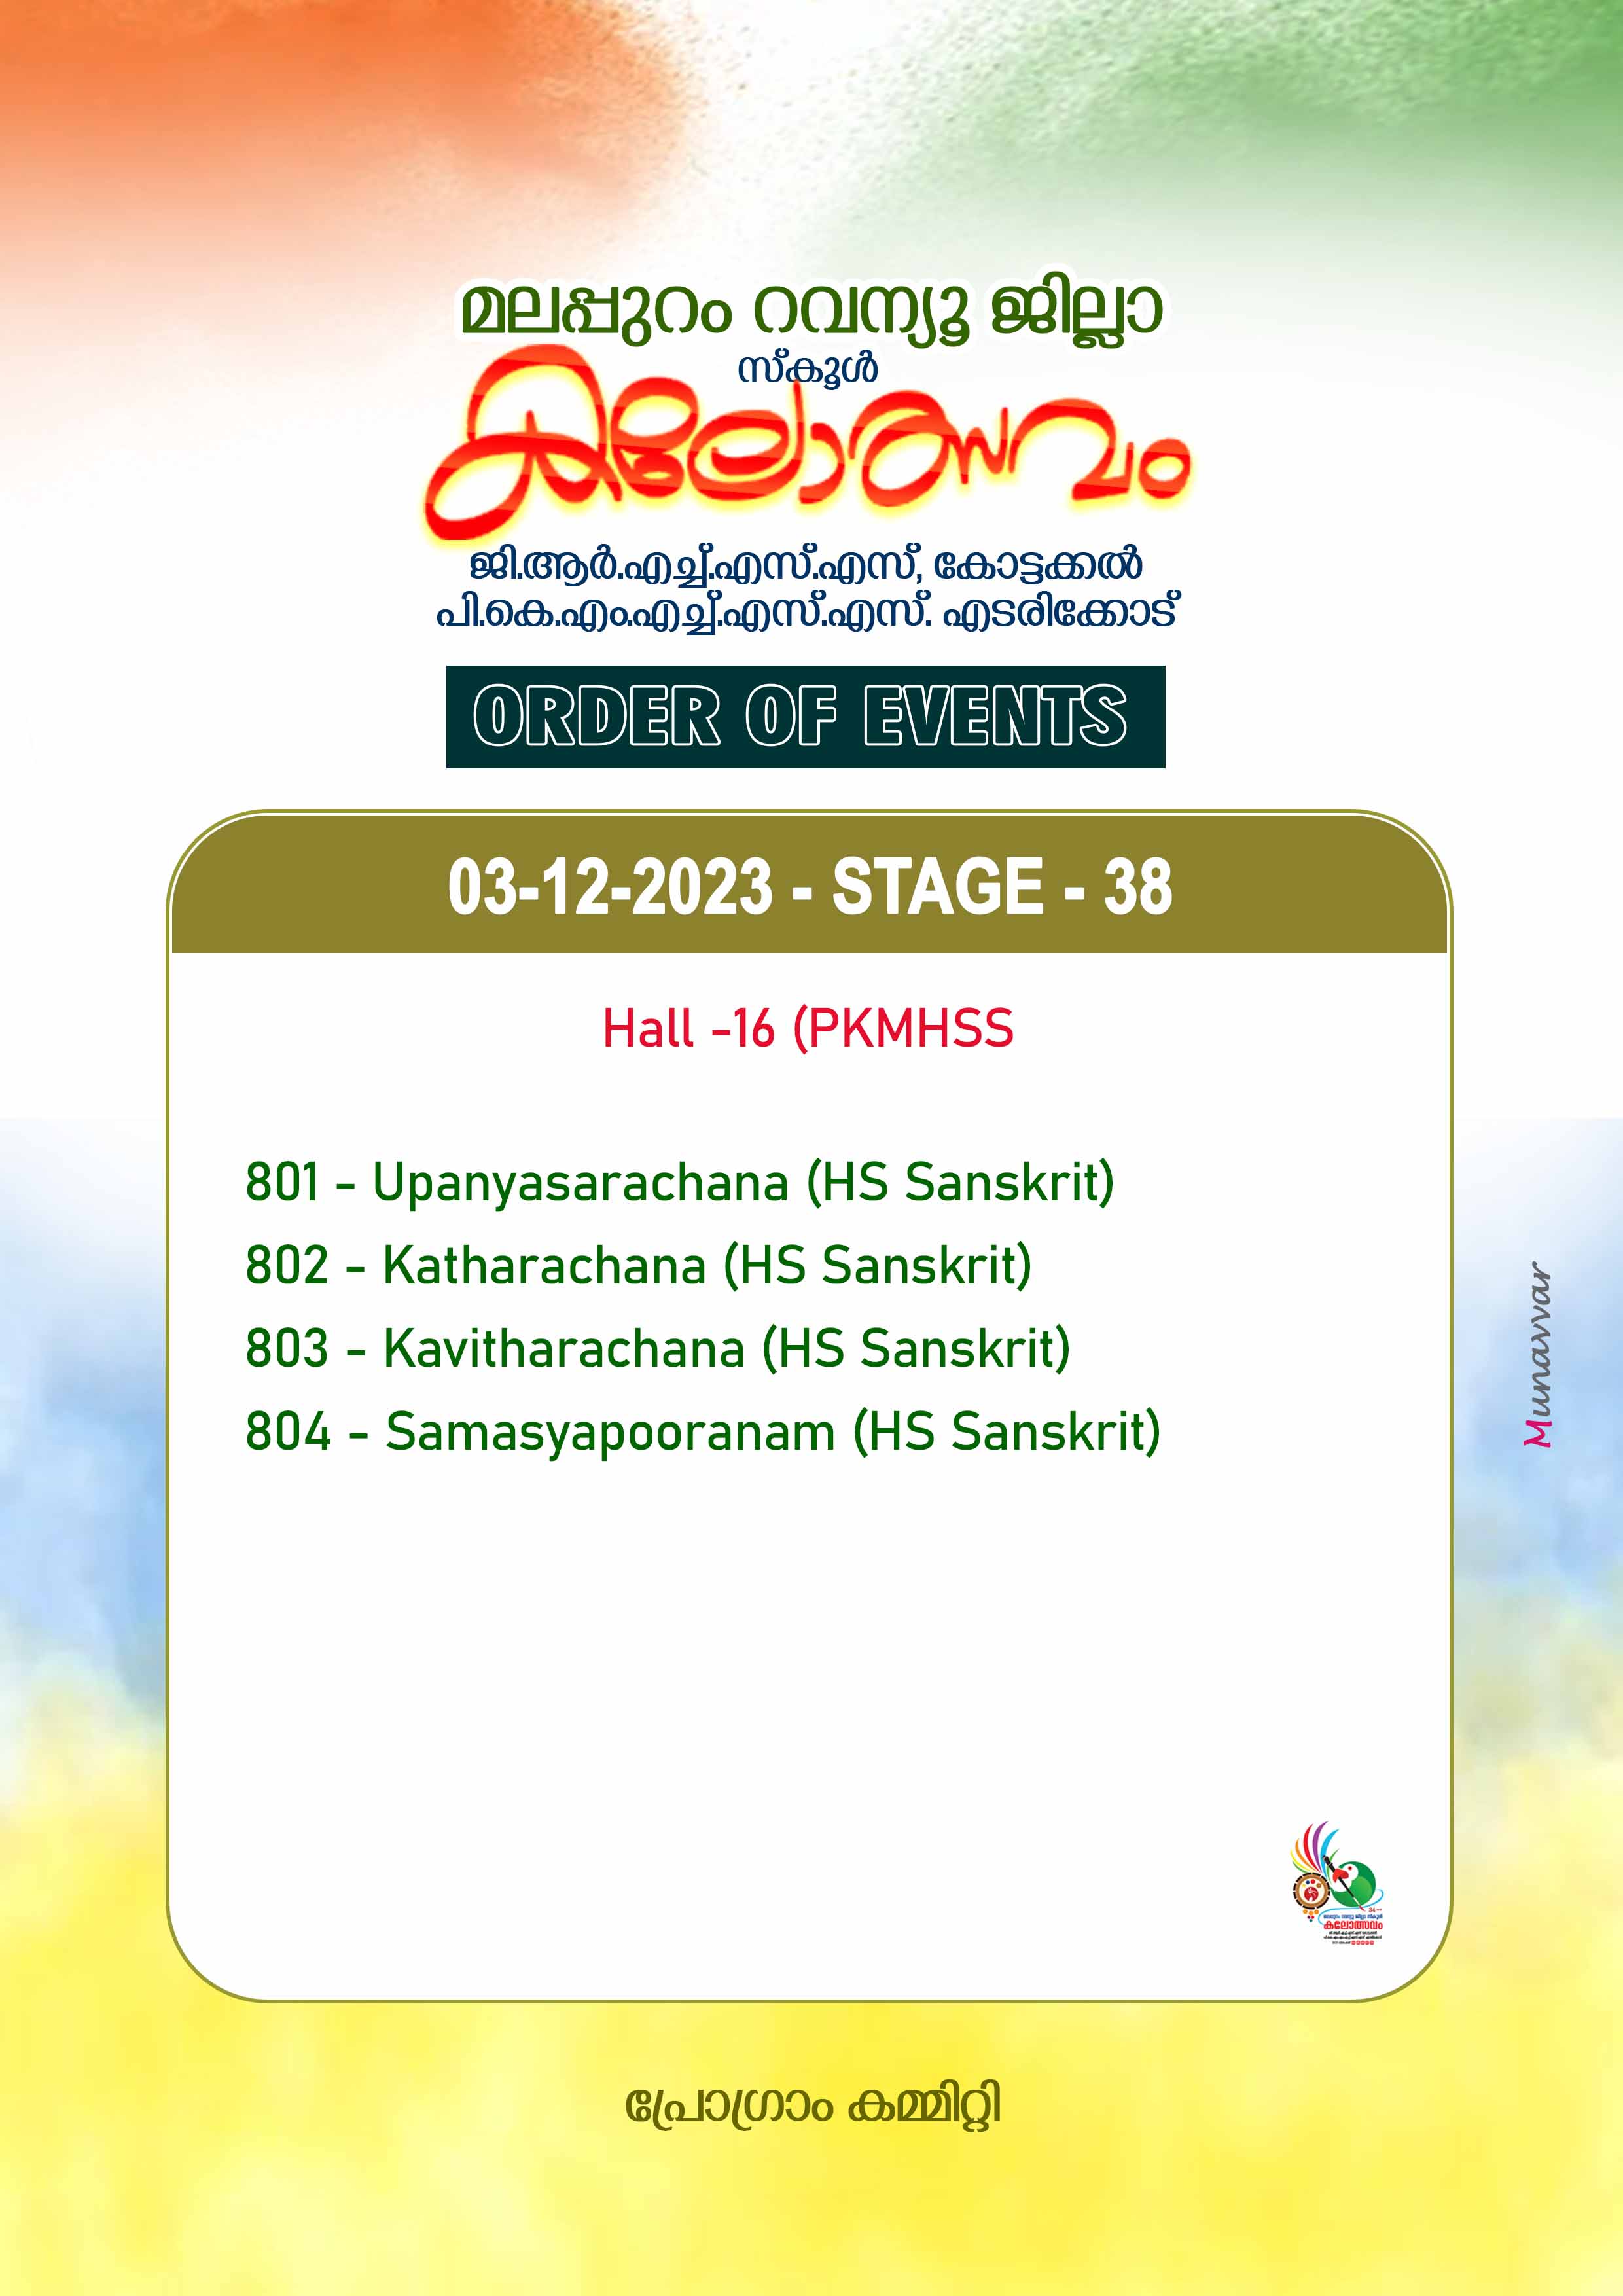 മലപ്പുറം റവന്യൂ ജില്ലാ
സ്കൂൾ
കലോത്സവം
ജി.ആർ.എച്ച്.എസ്.എസ്, കോട്ടക്കൽ
പി.കെ.എം.എച്ച്.എസ്.എസ്. എടരിക്കോട്
ORDER OF EVENTS
03-12-2023 - STAGE - 38
Hall -16 (PKMHSS
801 - Upanyasarachana (HS Sanskrit)
802 - Katharachana (HS Sanskrit)
803 - Kavitharachana (HS Sanskrit)
804 - Samasyapooranam (HS Sanskrit)
Munavvar
കലോത്സവം
പ്രോഗ്രാം കമ്മിറ്റി